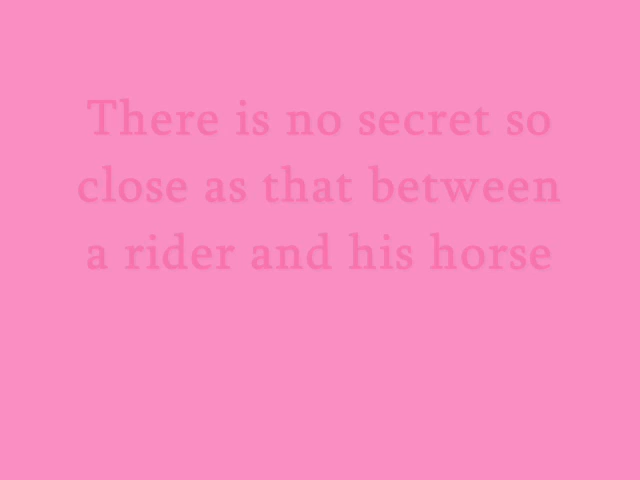 There is no secret so
close as that between
a rider and his horse